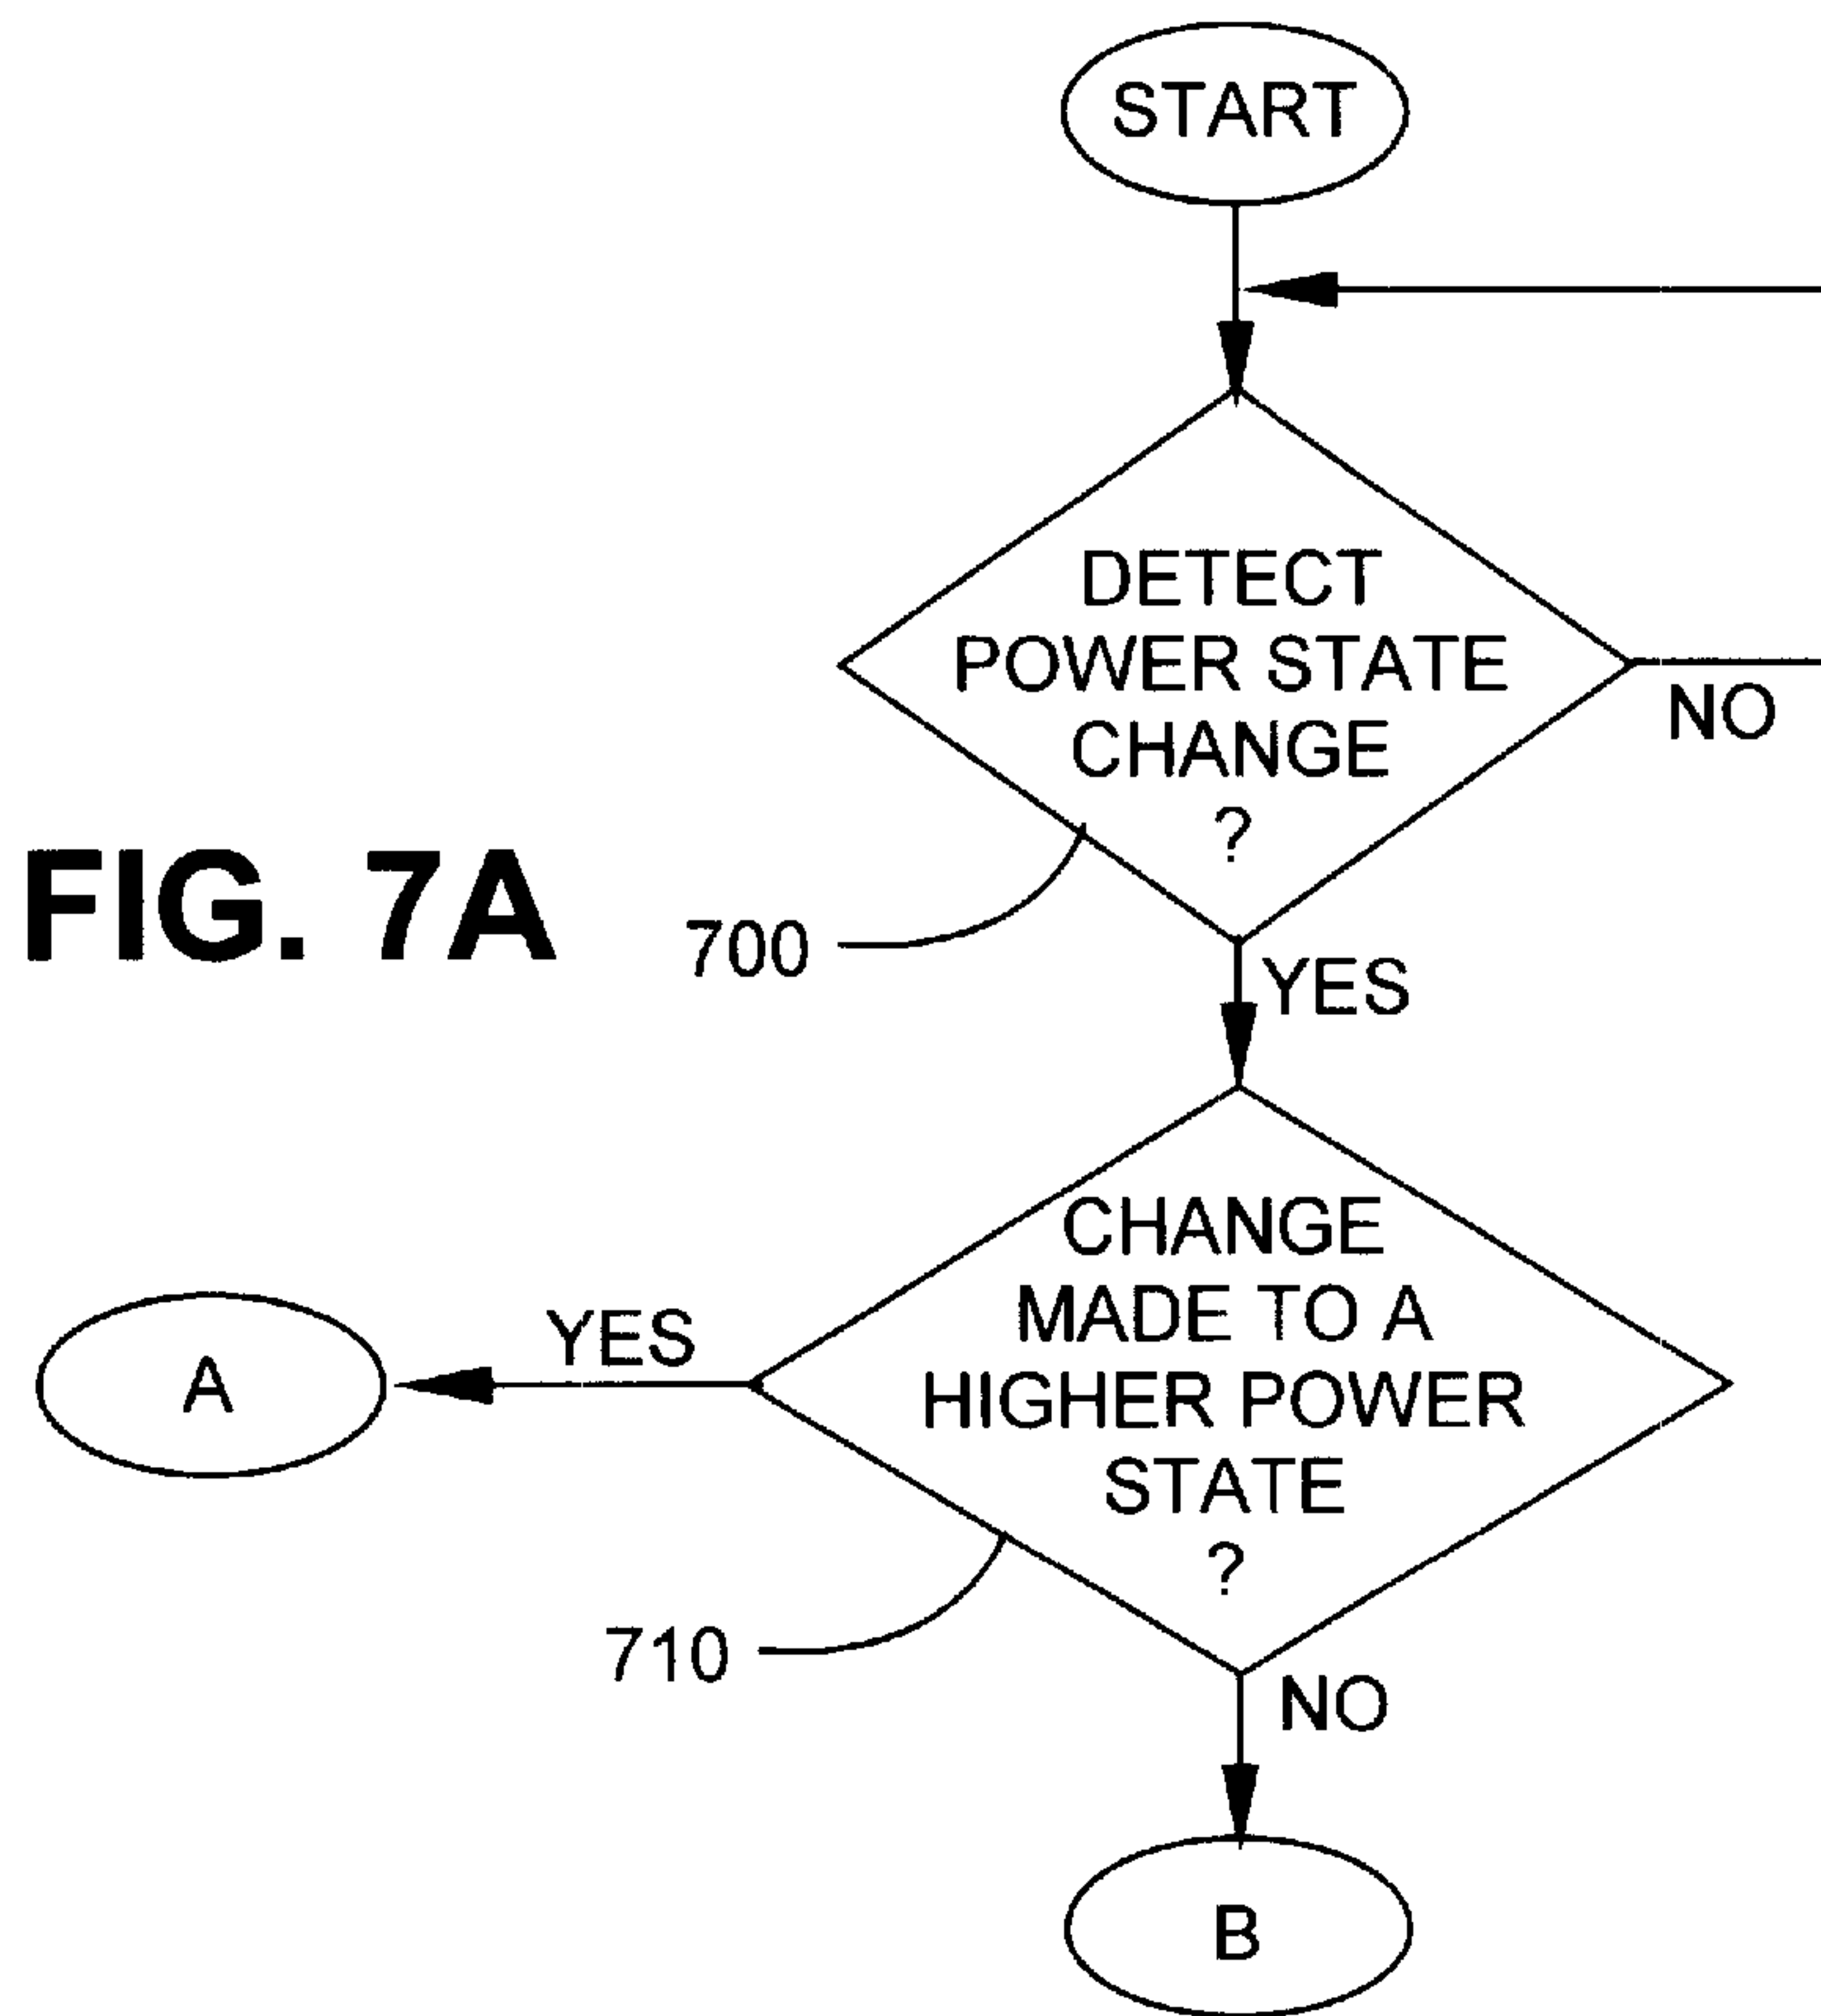 START
DETECT
POWER STATE
CHANGE
?
NO
FIG. 7A
700
YES
CHANGE
MADE TO A
HIGHER POWER
STATE
?
YES
A
710
NO
B